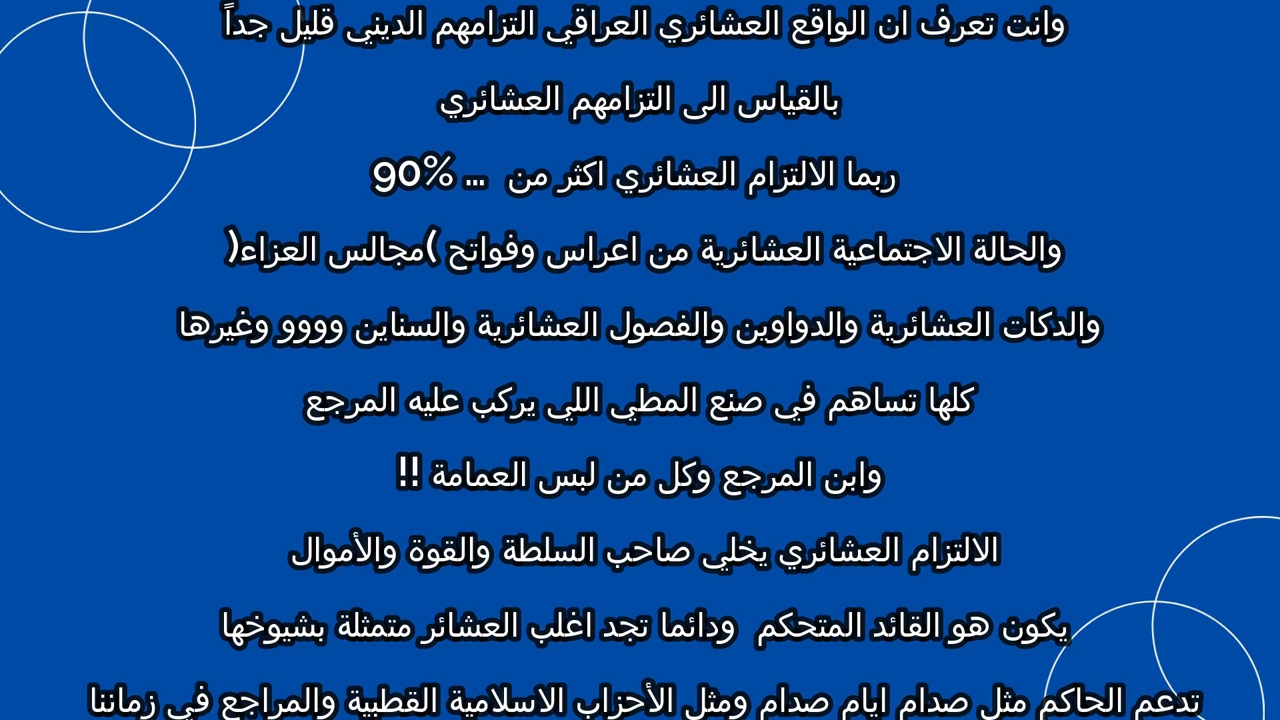 وانت تعرف ان الواقع العشائري العراقي التزامهم الديني قليل جداً
بالقياس الى التزامهم العشائري
ربما الالتزام العشائري اكثر من ... 90%
والحالة الاجتماعية العشائرية من اعراس وفواتح )مجالس العزاء(
والدكات العشائرية والدواوين والفصول العشائرية والسناين وووو وغيرها
كلها تساهم في صنع المطي اللي يركب عليه المرجع
وابن المرجع وكل من لبس العمامة !!
الالتزام العشائري يخلي صاحب السلطة والقوة والأموال
يكون هو القائد المتحكم ودائما تجد اغلب العشائر متمثلة بشيوخها
تدعم الحاكم مثل صدام ايام صدام ومثل الأحزاب الاسلامية القطبية والمراجع في زماننا